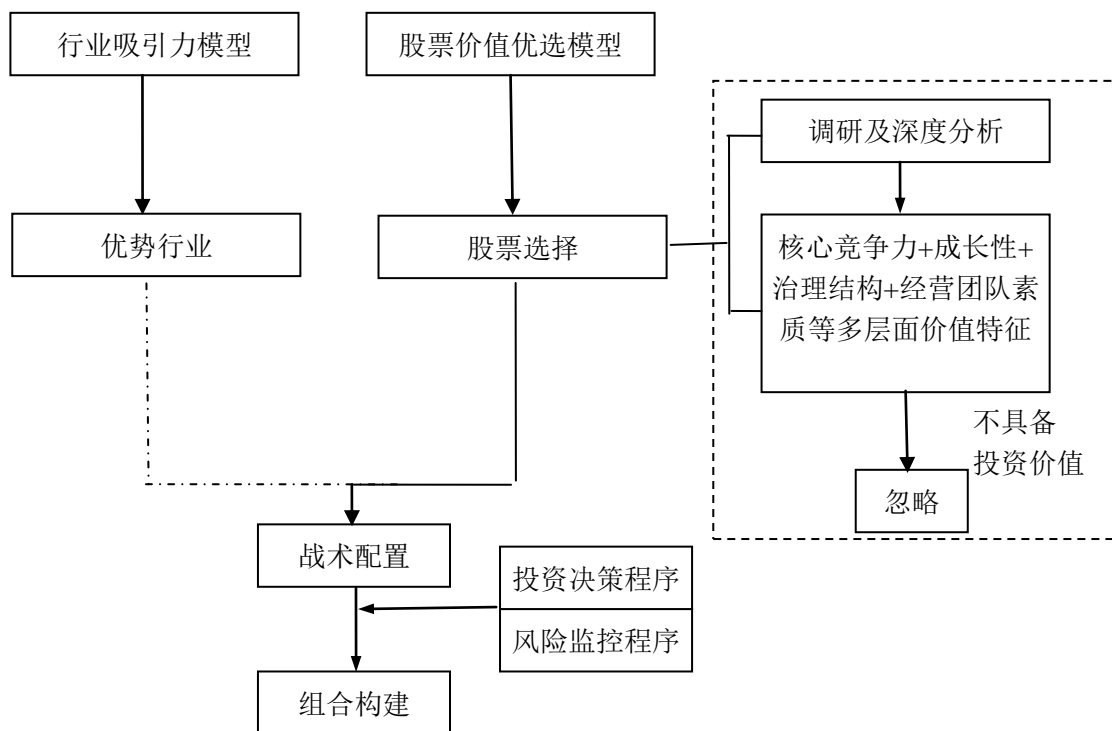 行业吸引力模型
股票价值优选模型
调研及深度分析
优势行业
股票选择
核心竞争力+成长性+
治理结构+经营团队素
质等多层面价值特征
不具备
投资价值
忽略
战术配置
投资决策程序
风险监控程序
组合构建